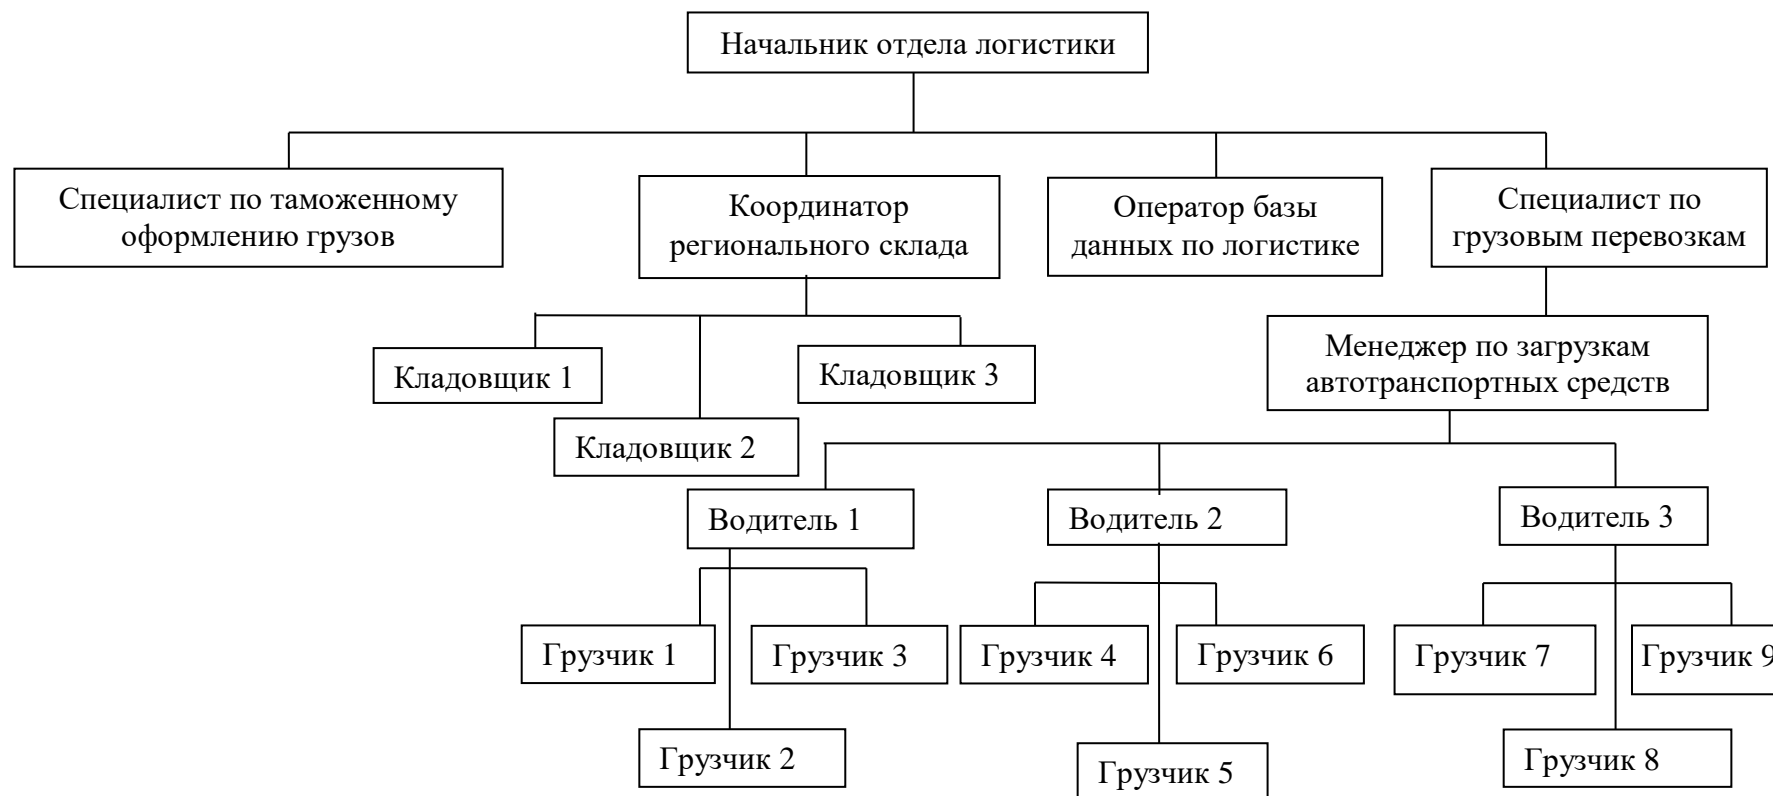 Начальник отдела логистики
Специалист по таможенному
оформлению грузов
Координатор
регионального склада
Оператор базы
данных по логистике
Специалист по
грузовым перевозкам
Кладовщик 1
Кладовщик 2
Кладовщик 3
Менеджер по загрузкам
автотранспортных средств
Водитель 1
Водитель 2
Водитель 3
Грузчик 1
Грузчик 3
Грузчик 4
Грузчик 6
Грузчик 7
Грузчик 9
Грузчик 2
Грузчик 5
Грузчик 8